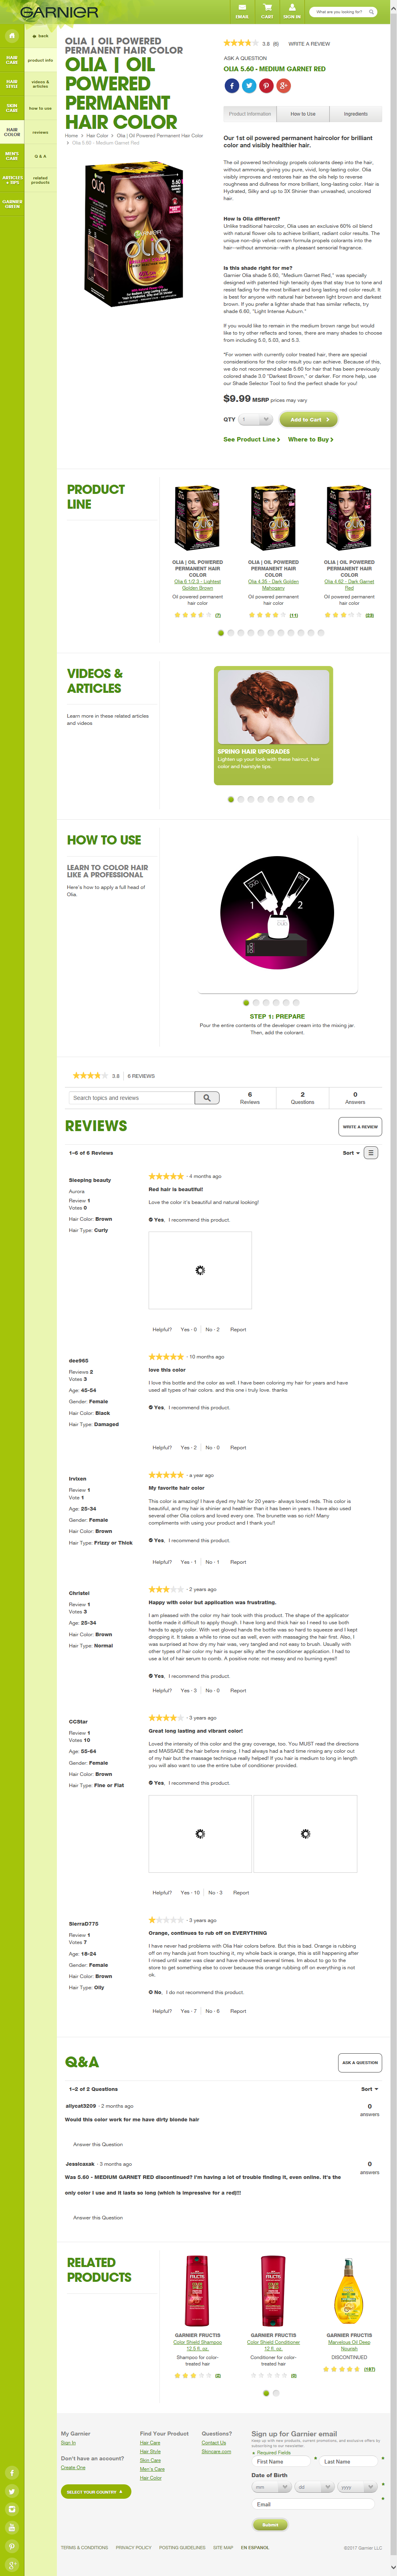 GARNIER
EMAIL
CART
SIGN IN
What are you looking for?
HAIR CARE
HAIR STYLE
SKIN CARE
HAIR COLOR
MEN'S CARE
ARTICLES + TIPS
GARNIER GREEN
back
product info
videos & articles
how to use
reviews
Q & A
related products
OLIA | OIL POWERED
PERMANENT HAIR COLOR
OLIA | OIL
POWERED
PERMANENT
HAIR COLOR
Home > Hair Color > Olia | Oil Powered Permanent Hair Color
> Olia 5.60 - Medium Garnet Red
3.8 (6) WRITE A REVIEW
ASK A QUESTION
OLIA 5.60 - MEDIUM GARNET RED
Product Information
How to Use
Ingredients
Our 1st oil powered permanent haircolor for brilliant
color and visibly healthier hair.
The oil powered technology propels colorants deep into the hair,
without ammonia, giving you pure, vivid, long-lasting color. Olia
visibly improves and restores hair as the superior oil blend helps
bring out brilliant, radiant, fade-resistant long-lasting color. Hair is
Hydrated, Silky and up to 3X Shinier than unwashed, uncolored
hair.
How is Olia different?
Unlike traditional haircolor, Olia uses an exclusive 60% oil blend
with natural flower oils to achieve brilliant, radiant color results. The
unique non-drip velvet cream formula propels colorants into the
hair--without ammonia--with a pleasant sensorial fragrance.
Is this shade right for me?
Garnier Olia shade 5.60, "Medium Garnet Red," was specially
designed with patented high tenacity dyes that stay true and resist
fading for the most brilliant and long lasting red color result. It
is best for anyone with natural hair between light brown and darkest
brown. If you prefer a lighter shade that has similar reflects, try
shade 6.60, "Light Intense Auburn."
If you would like to remain in the medium brown range but would
like to try other reflects and tones, there are many shades to choose
from including 5.0, 5.03, and 5.3.
*For women with currently color treated hair, there are special
considerations for the color result you can achieve. Because of this,
we do not recommend shade 5.60 for hair that was previously
colored shade 3.0 "Darkest Brown," or darker. For more help, use
our Shade Selector Tool to find the perfect shade for you!
$9.99 MSRP prices may vary
QTY 1 Add to Cart
See Product Line > Where to Buy >
PRODUCT
LINE
OLIA | OIL POWERED
PERMANENT HAIR
COLOR
Olia 6 1/2.3 - Lightest
Golden Brown
Oil powered permanent
hair color
(7)
OLIA | OIL POWERED
PERMANENT HAIR
COLOR
Olia 4.35 - Dark Golden
Mahogany
Oil powered permanent
hair color
(11)
OLIA | OIL POWERED
PERMANENT HAIR
COLOR
Olia 4.62 - Dark Garnet
Red
Oil powered permanent
hair color
(23)
VIDEOS &
ARTICLES
Learn more in these related articles
and videos
SPRING HAIR UPGRADES
Lighten up your look with these haircut, hair
color and hairstyle tips.
HOW TO USE
LEARN TO COLOR HAIR
LIKE A PROFESSIONAL
Here's how to apply a full head of
Olia.
1 2
STEP 1: PREPARE
Pour the entire contents of the developer cream into the mixing jar.
Then, add the colorant.
3.8 6 REVIEWS
Search topics and reviews
6
Reviews
2
Questions
0
Answers
REVIEWS
WRITE A REVIEW
1–6 of 6 Reviews
Sort
Sleeping beauty
Aurora
Review 1
Votes 0
Hair Color: Brown
Hair Type: Curly
· 4 months ago
Red hair is beautiful!
Love the color it's beautiful and natural looking!
Yes, I recommend this product.
Helpful? Yes · 0 No · 2 Report
dee965
Reviews 2
Votes 3
Age: 45-54
Gender: Female
Hair Color: Black
Hair Type: Damaged
· 10 months ago
love this color
I love this bottle and the color as well. I have been coloring my hair for years and have
used all types of hair colors. and this one i truly love. thanks
Yes, I recommend this product.
Helpful? Yes · 2 No · 0 Report
Irvixen
Review 1
Vote 1
Age: 25-34
Gender: Female
Hair Color: Brown
Hair Type: Frizzy or Thick
· a year ago
My favorite hair color
This color is amazing! I have dyed my hair for 20 years- always loved reds. This color is
beautiful, and my hair is shinier and healthier than it has been in years. I have also used
several other Olia colors and loved every one. The brunette was so rich! Many
compliments with using your product and I thank you!!
Yes, I recommend this product.
Helpful? Yes · 1 No · 1 Report
Christel
Review 1
Votes 3
Age: 25-34
Hair Color: Brown
Hair Type: Normal
· 2 years ago
Happy with color but application was frustrating.
I am pleased with the color my hair took with this product. The shape of the applicator
bottle made it difficult to apply though. I have long and thick hair, so it took a long time
to apply. With wet gloved hands the bottle was so hard to squeeze and so I kept dropping
it. It also took ages to rinse it out as well, even with massaging the hair first. Also, I
was surprised at how dry my hair was, very tangled and not easy to brush. Usually with
other types of hair color my hair is super soft and smooth after application. I had to use
a lot of hair serum to comb. A positive note: not messy and no burning eyes!!
Yes, I recommend this product.
Helpful? Yes · 3 No · 0 Report
CCStar
Review 1
Votes 10
Age: 55-64
Gender: Female
Hair Color: Brown
Hair Type: Fine or Flat
· 3 years ago
Great long lasting and vibrant color!
Loved the intensity of this color and the gray coverage, too. You MUST read the directions
and MASSAGE the hair before rinsing. I had always had a hard time rinsing any color out
of my hair but the massage technique really helped! If you hair is medium to long in length
you will also want to use the entire tube of conditioner provided.
Yes, I recommend this product.
Helpful? Yes · 10 No · 3 Report
SierraD775
Review 1
Votes 7
Age: 18-24
Gender: Female
Hair Color: Brown
Hair Type: Oily
· 3 years ago
Orange, continues to rub off on EVERYTHING
I have never had problems with Olia Hair colors before. But this is bad. Orange is rubbing
off on my hands just from touching it, my whole brush is orange, this is still happening after
I rinsed until water was clear and have showered several times. Now I'm about to go to the
store to get something else to cover because this orange rubbing off on everything is not
ok.
No, I do not recommend this product.
Helpful? Yes · 7 No · 6 Report
Q&A
ASK A QUESTION
1–2 of 2 Questions
Sort
allycat3209 · 2 months ago
Would this color work for me have dirty blonde hair
0
answers
Answer this Question
Jessicaxak · 3 months ago
Was 5.60 - MEDIUM GARNET RED discontinued? I'm having a lot of trouble finding it, even online. It's the
only color I use and it lasts so long (which is impressive for a red)!!!
0
answers
Answer this Question
RELATED
PRODUCTS
GARNIER FRUCTIS
Color Shield Shampoo
12.5 fl. oz.
Shampoo for color-
treated hair
(2)
GARNIER FRUCTIS
Color Shield Conditioner
12 fl. oz.
Conditioner for color-
treated hair
(0)
GARNIER FRUCTIS
Marvelous Oil Deep
Nourish
DISCONTINUED
(187)
My Garnier
Sign In
Don't have an account?
Create One
SELECT YOUR COUNTRY
Find Your Product
Hair Care
Hair Style
Skin Care
Men's Care
Hair Color
Questions?
Contact Us
Skincare.com
Sign up for Garnier email
Keep up with new products, current promotions, and exclusive offers by
subscribing to our newsletter.
* Required Fields
First Name * Last Name *
Date of Birth
mm dd yyyy *
Email *
Submit
TERMS & CONDITIONS PRIVACY POLICY POSTING GUIDELINES SITE MAP EN ESPANOL
©2017 Garnier LLC